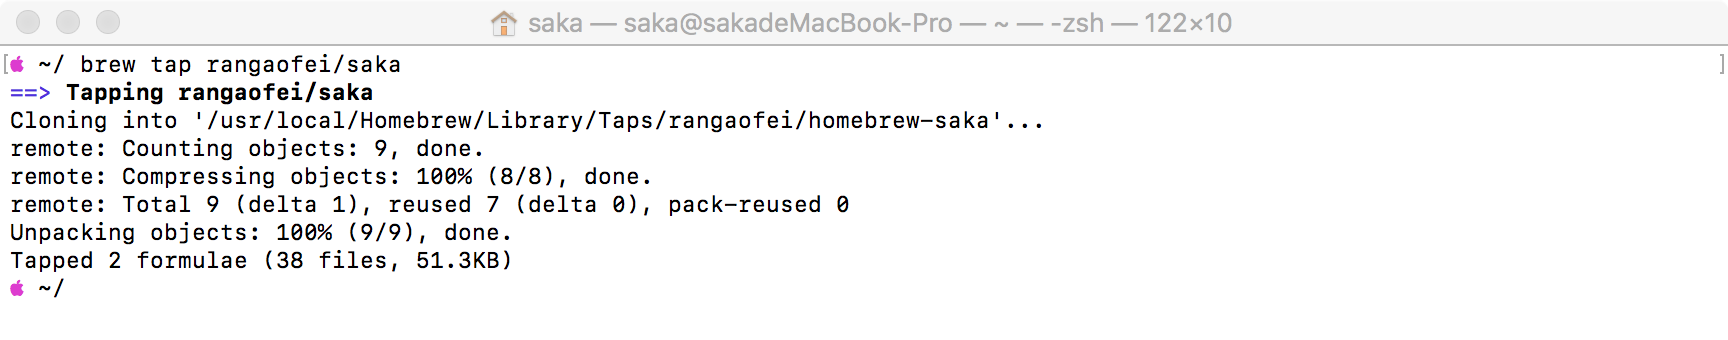 saka — saka@sakadeMacBook-Pro — ~ — -zsh — 122×10
~/ brew tap rangaofei/saka
==> Tapping rangaofei/saka
Cloning into '/usr/local/Homebrew/Library/Taps/rangaofei/homebrew-saka'...
remote: Counting objects: 9, done.
remote: Compressing objects: 100% (8/8), done.
remote: Total 9 (delta 1), reused 7 (delta 0), pack-reused 0
Unpacking objects: 100% (9/9), done.
Tapped 2 formulae (38 files, 51.3KB)
~/